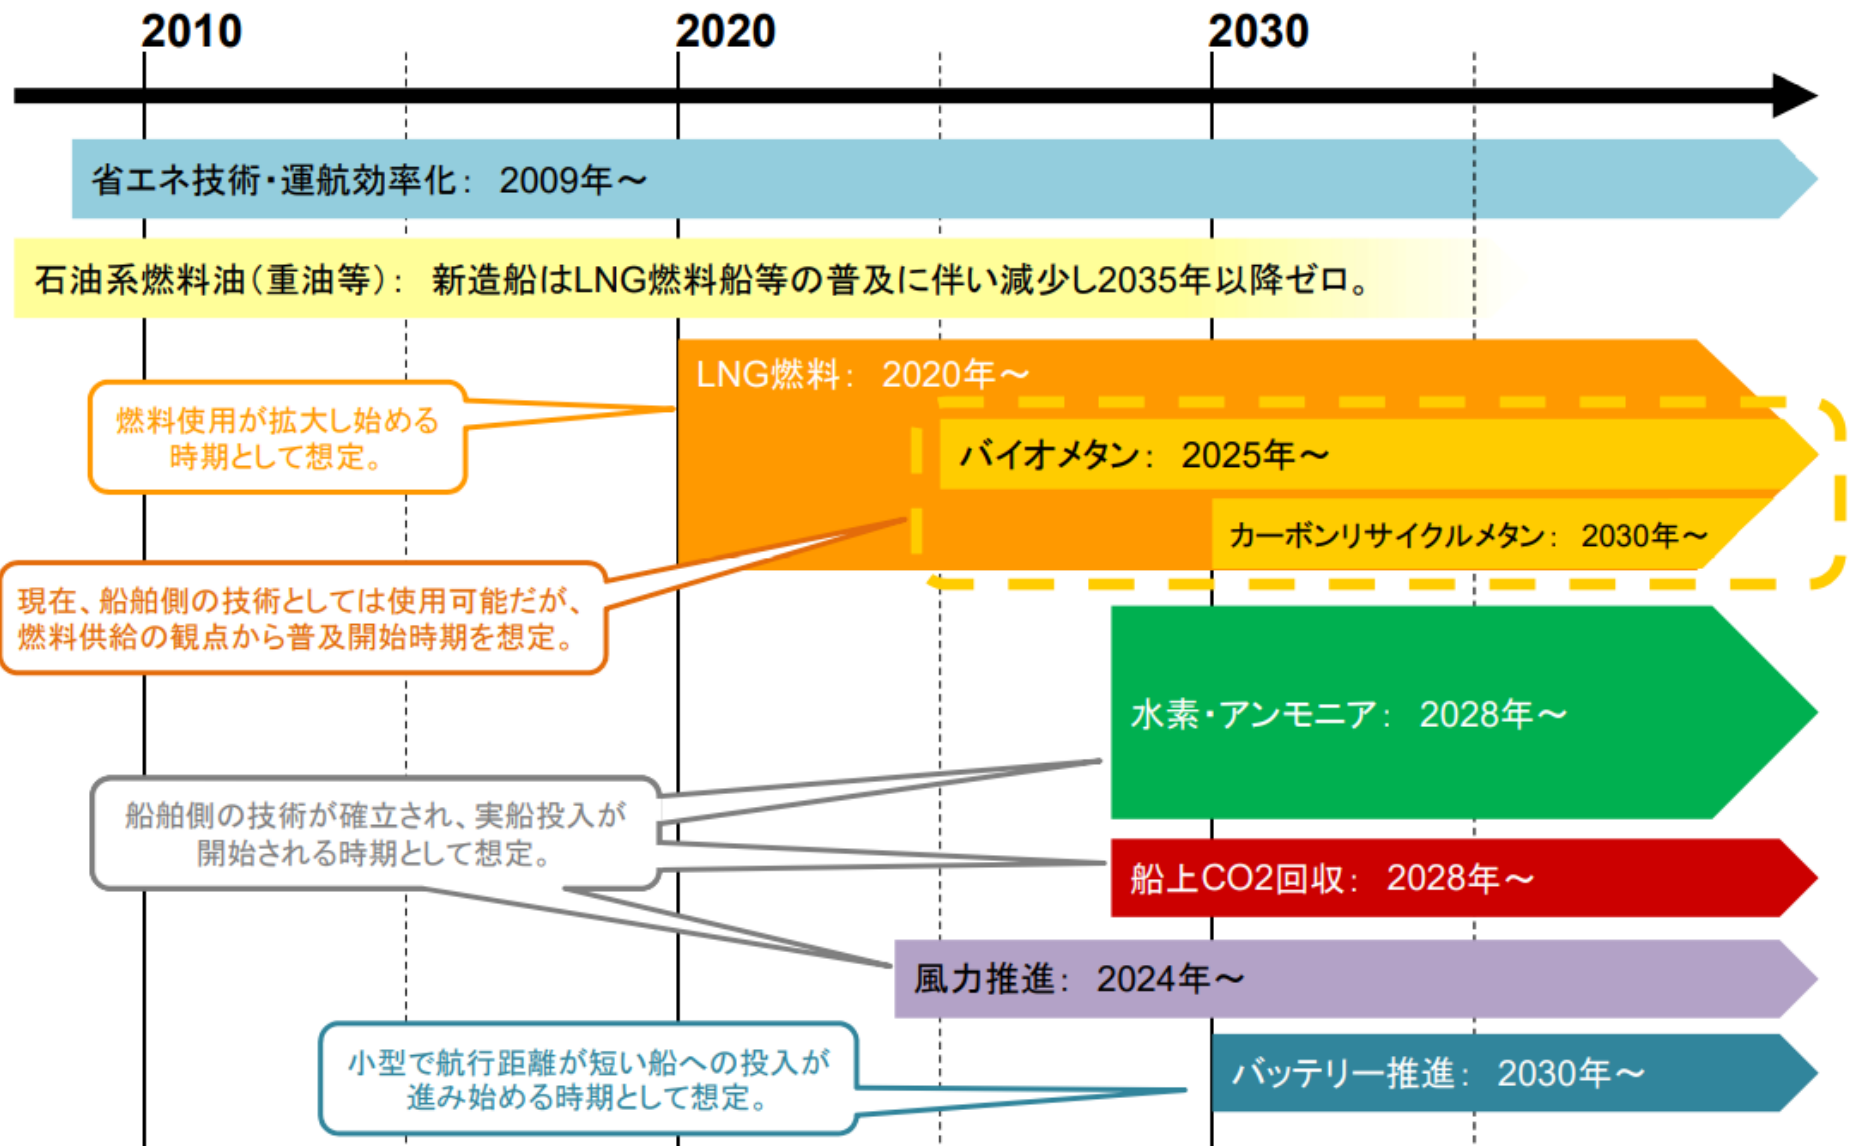 2010
2020
2030
省エネ技術・運航効率化： 2009年～
石油系燃料油（重油等）： 新造船はLNG燃料船等の普及に伴い減少し2035年以降ゼロ。
LNG燃料： 2020年～
燃料使用が拡大し始める
時期として想定。
バイオメタン： 2025年～
カーボンリサイクルメタン： 2030年～
現在、船舶側の技術としては使用可能だが、
燃料供給の観点から普及開始時期を想定。
水素・アンモニア： 2028年～
船舶側の技術が確立され、実船投入が
開始される時期として想定。
船上CO2回収： 2028年～
風力推進： 2024年～
小型で航行距離が短い船への投入が
進み始める時期として想定。
バッテリー推進： 2030年～